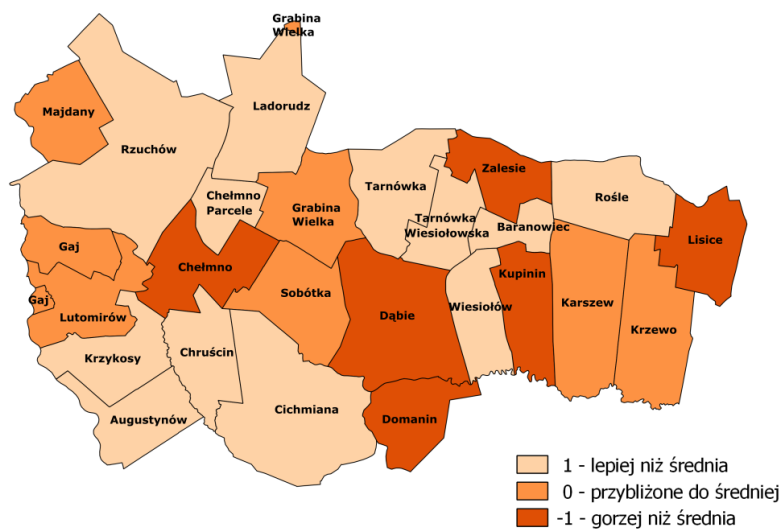 Grabina
Wielka
Majdany
Ladorudz
Rzuchów
Zalesie
Tarnówka
Rośle
Chełmno
Parcele
Grabina
Wielka
Tarnówka
Wiesiołowska
Baranowiec
Gaj
Lisice
Chełmno
Kupinin
Sobótka
Gaj
Wiesiołów
Karszew
Lutomirów
Dąbie
Krzewo
Chruścin
Krzykosy
Cichmiana
Augustynów
Domanin
1 - lepiej niż średnia
0 - przybliżone do średniej
-1 - gorzej niż średnia